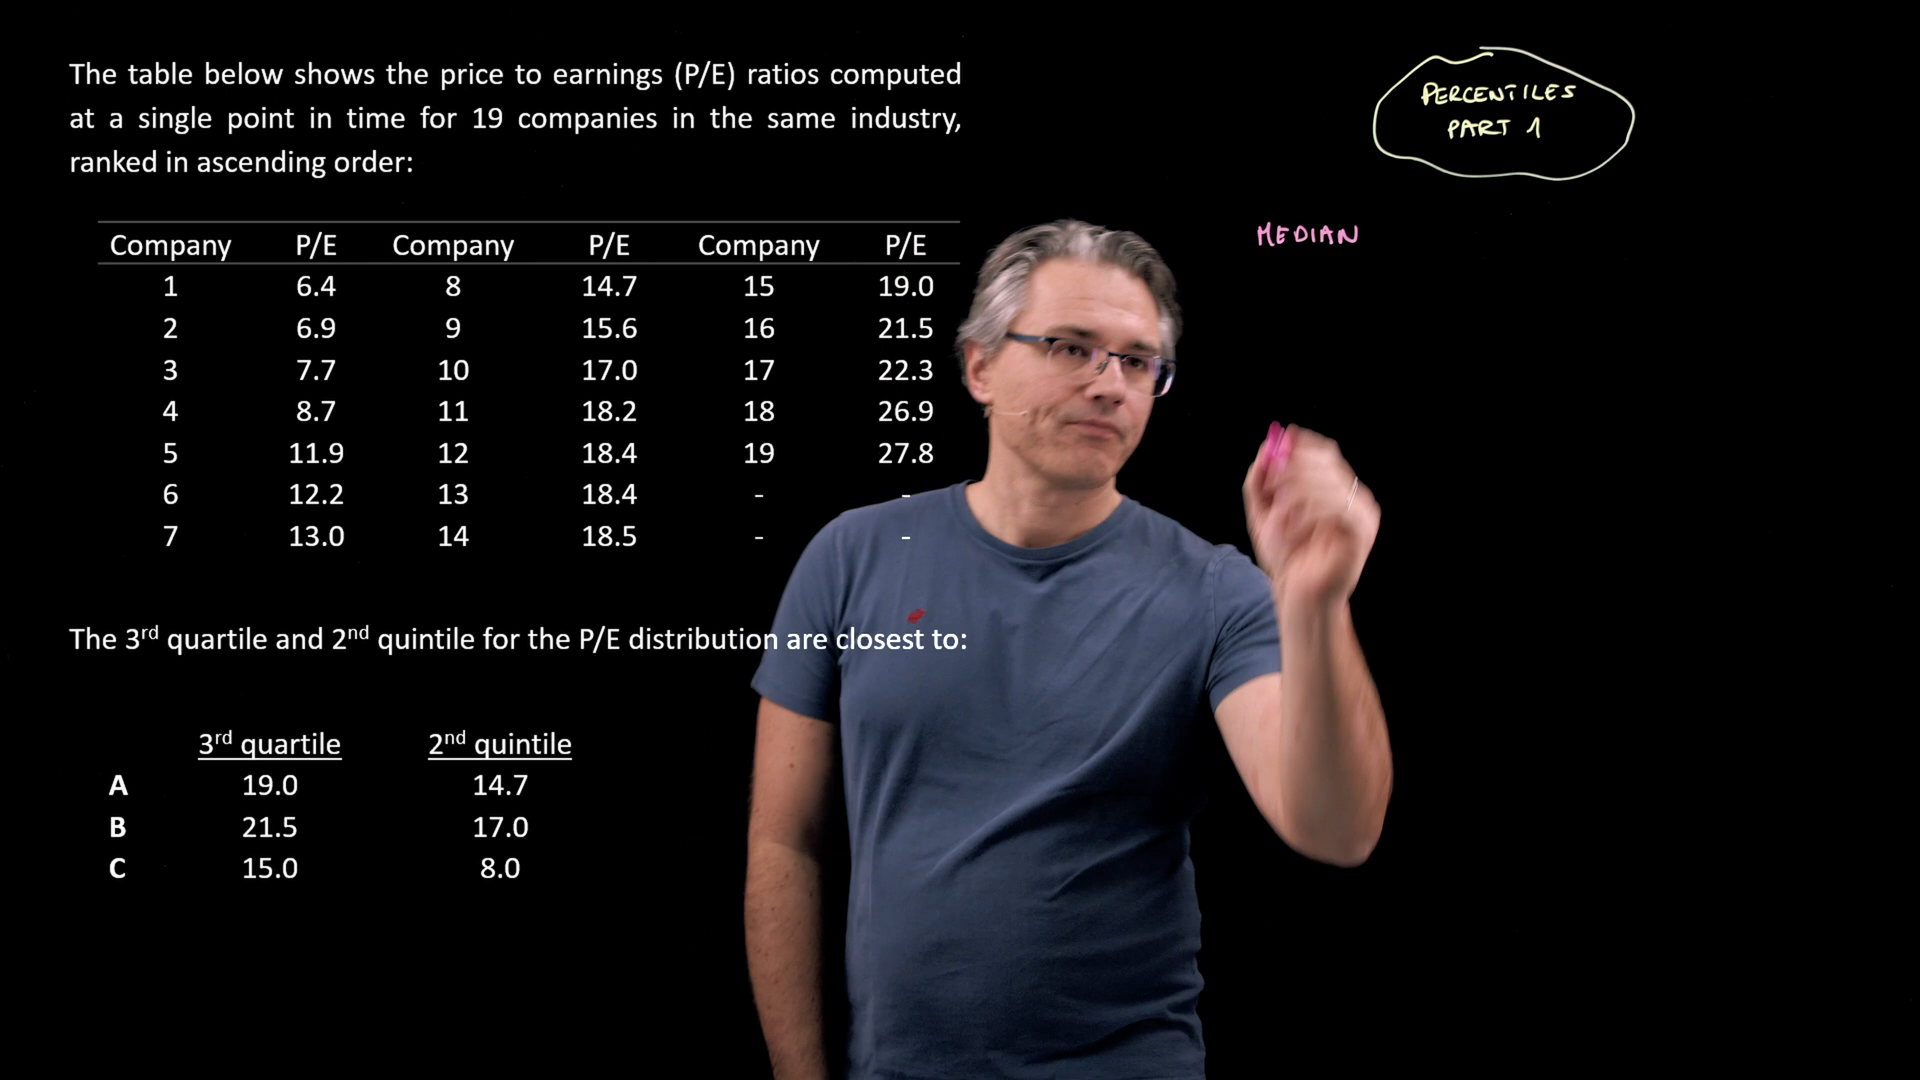 The table below shows the price to earnings (P/E) ratios computed
at a single point in time for 19 companies in the same industry,
ranked in ascending order:
PERCENTILES
PART 1
MEDIAN
Company P/E Company P/E Company P/E
1 6.4 8 14.7 15 19.0
2 6.9 9 15.6 16 21.5
3 7.7 10 17.0 17 22.3
4 8.7 11 18.2 18 26.9
5 11.9 12 18.4 19 27.8
6 12.2 13 18.4 - -
7 13.0 14 18.5 - -
The 3rd quartile and 2nd quintile for the P/E distribution are closest to:
3rd quartile 2nd quintile
A 19.0 14.7
B 21.5 17.0
C 15.0 8.0